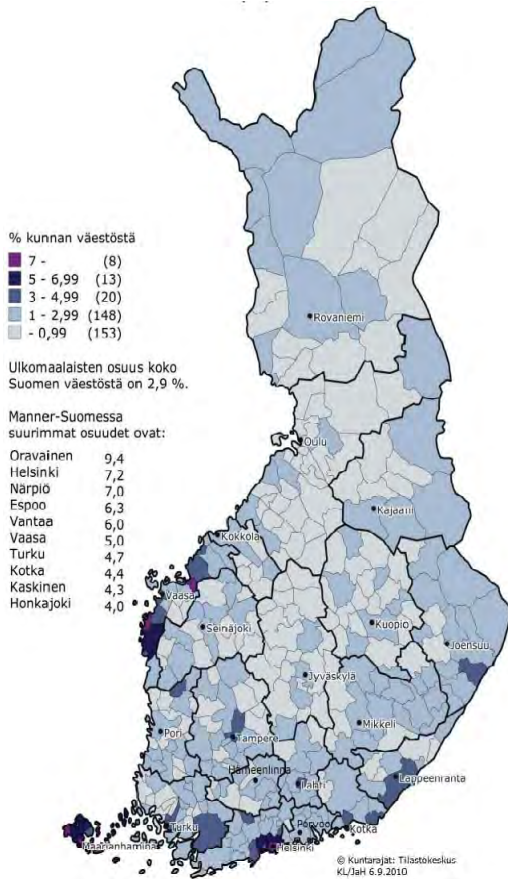 % kunnan väestöstä
7 - (8)
5 - 6,99 (13)
3 - 4,99 (20)
1 - 2,99 (148)
- 0,99 (153)
Ulkomaalaisten osuus koko
Suomen väestöstä on 2,9 %.
Manner-Suomessa
suurimmat osuudet ovat:
Oravainen 9,4
Helsinki 7,2
Närpiö 7,0
Espoo 6,3
Vantaa 6,0
Vaasa 5,0
Turku 4,7
Kotka 4,4
Kaskinen 4,3
Honkajoki 4,0
Rovaniemi
Oulu
Kajaani
Kokkola
Vaasa
Seinäjoki
Kuopio
Joensuu
Jyväskylä
Mikkeli
Pori
Tampere
Hämeenlinna
Lahti
Lappeenranta
Turku
Porvoo
Kotka
Maarianhamina
Helsinki
© Kuntarajat: Tilastokeskus
KL/JaH 6.9.2010